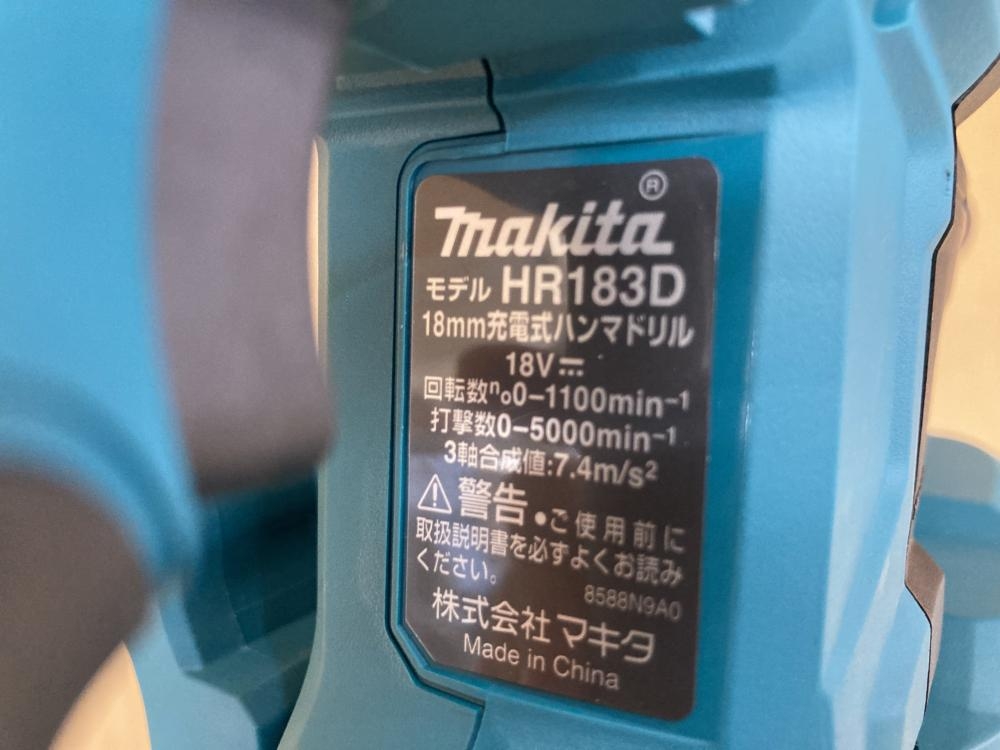 ®
makita
モデル HR183D
18mm充電式ハンマドリル
18V⎓
回転数n₀0−1100min⁻¹
打撃数0−5000min⁻¹
3軸合成値:7.4m/s²
⚠警告 ●ご使用前に
取扱説明書を必ずよくお読み
ください。
8588N9A0
株式会社マキタ
Made in China